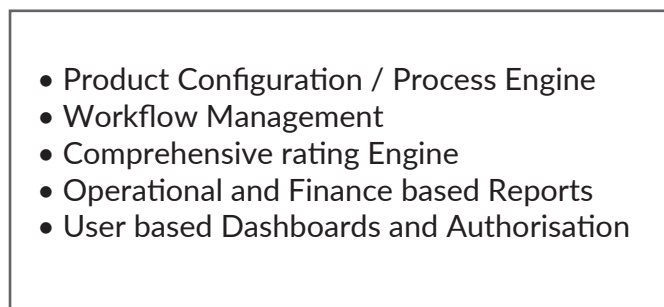 • Product Configuration / Process Engine
• Workflow Management
• Comprehensive rating Engine
• Operational and Finance based Reports
• User based Dashboards and Authorisation